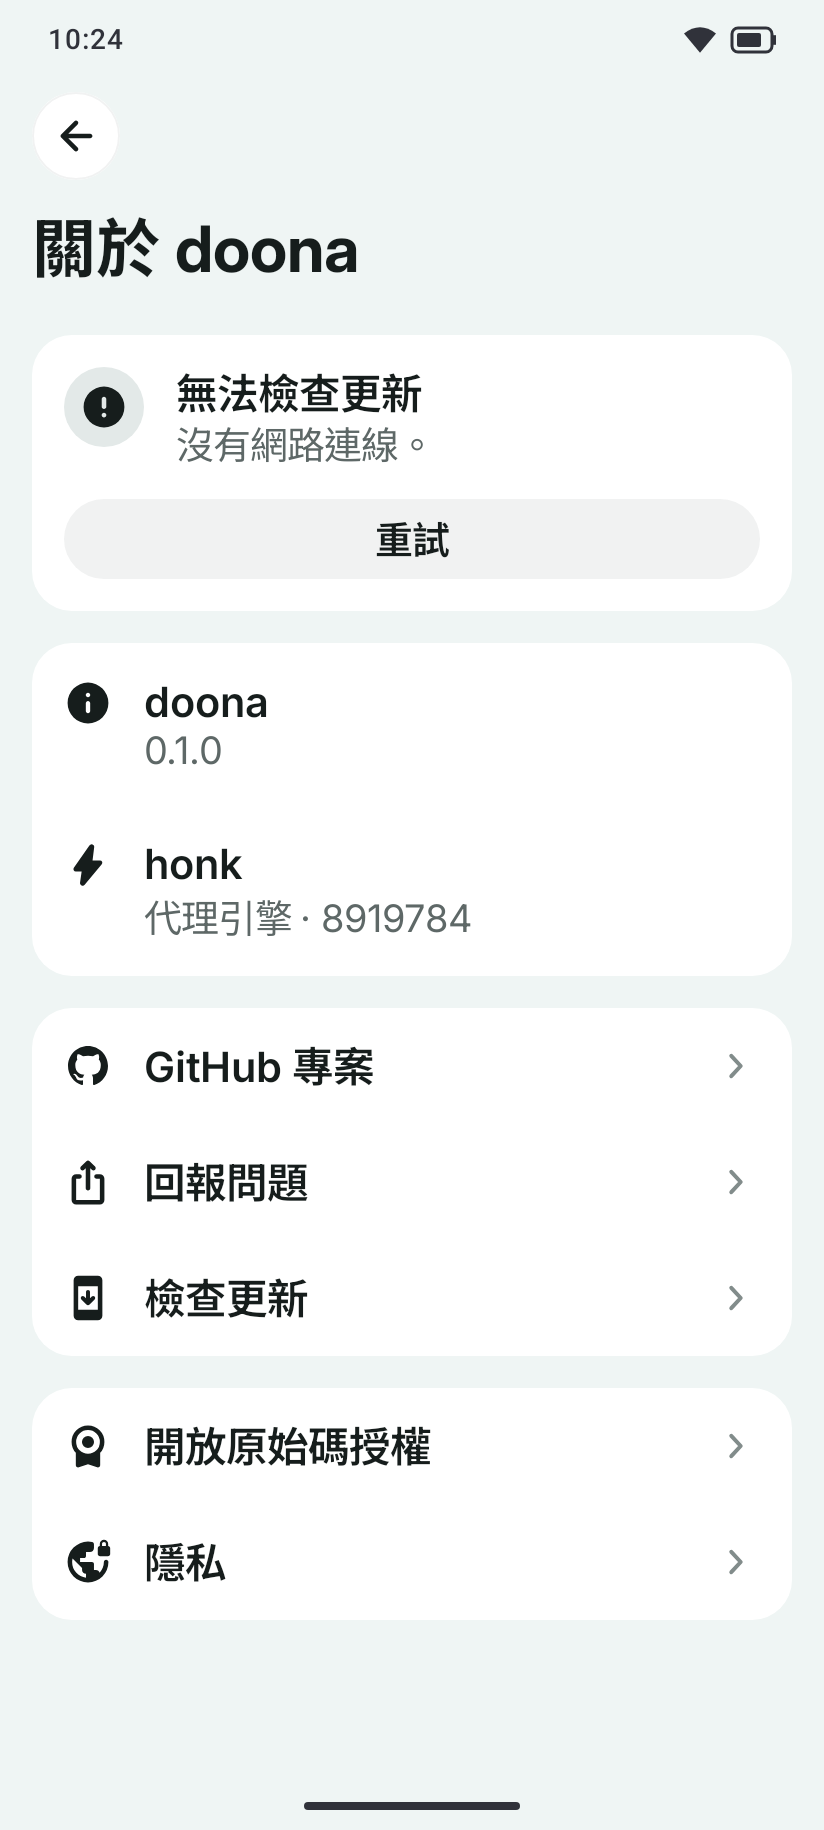 10:24
關於 doona
無法檢查更新
沒有網路連線。
重試
doona
0.1.0
honk
代理引擎 · 8919784
GitHub 專案
回報問題
檢查更新
開放原始碼授權
隱私